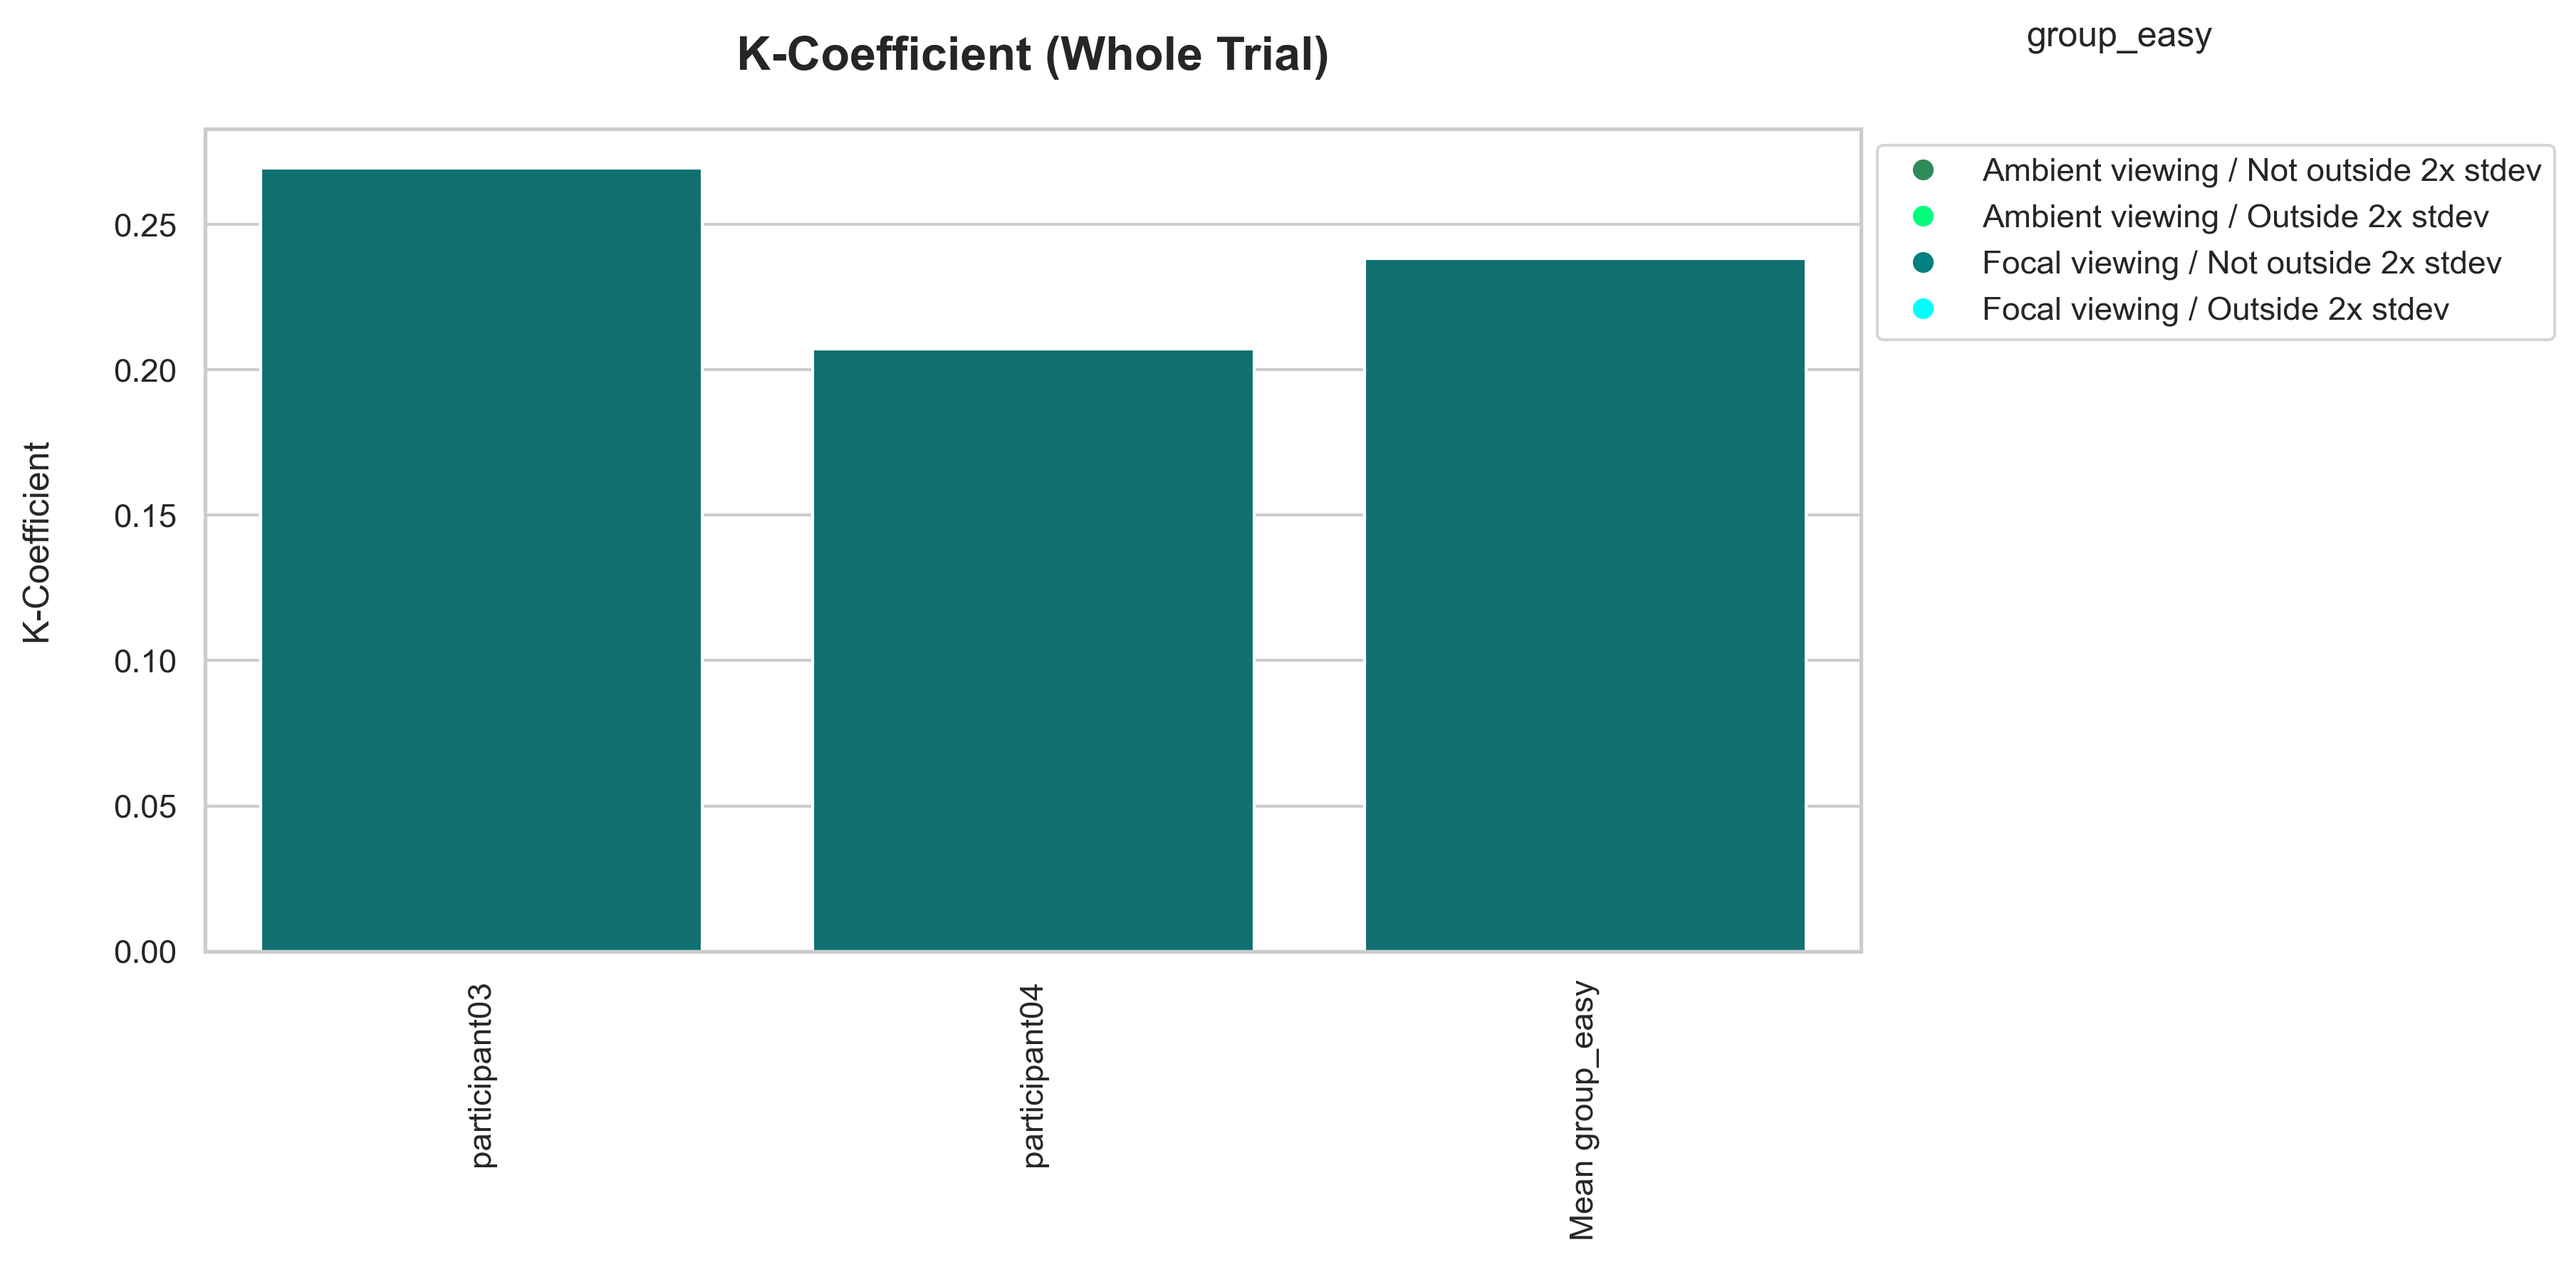 K-Coefficient (Whole Trial)
group_easy
Ambient viewing / Not outside 2x stdev
Ambient viewing / Outside 2x stdev
Focal viewing / Not outside 2x stdev
Focal viewing / Outside 2x stdev
K-Coefficient
0.25
0.20
0.15
0.10
0.05
0.00
participant03
participant04
Mean group_easy